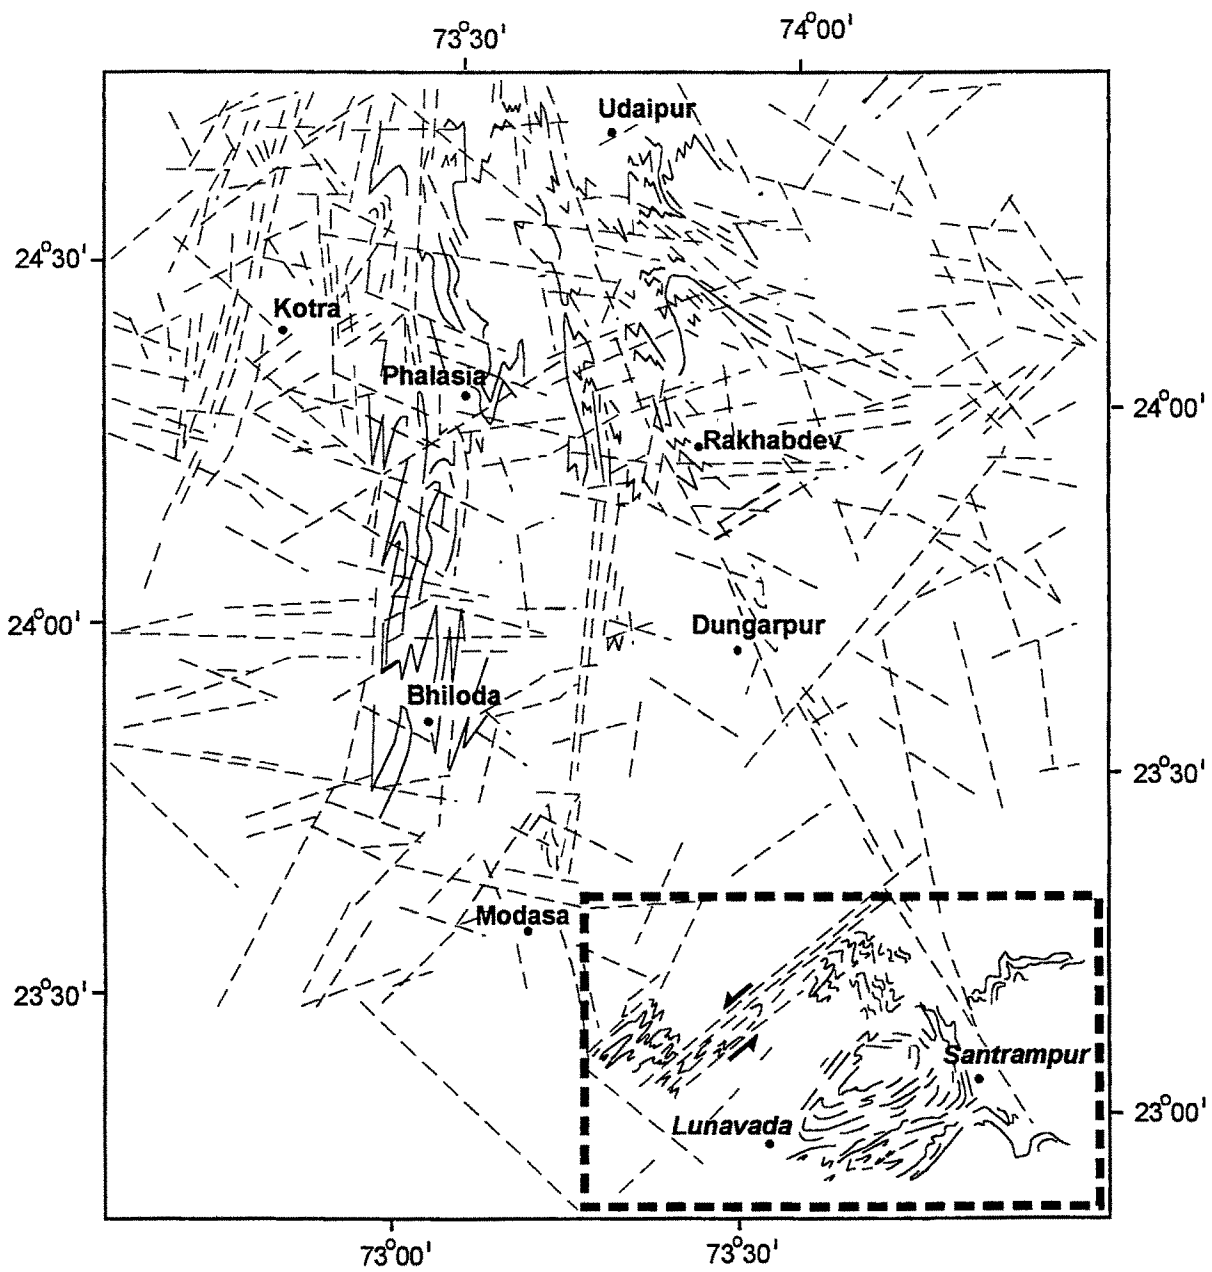 73°30'
74°00'
Udaipur
24°30'
Kotra
Phalasia
24°00'
Rakhabdev
24°00'
Dungarpur
Bhiloda
23°30'
Modasa
23°30'
Santrampur
23°00'
Lunavada
73°00'
73°30'